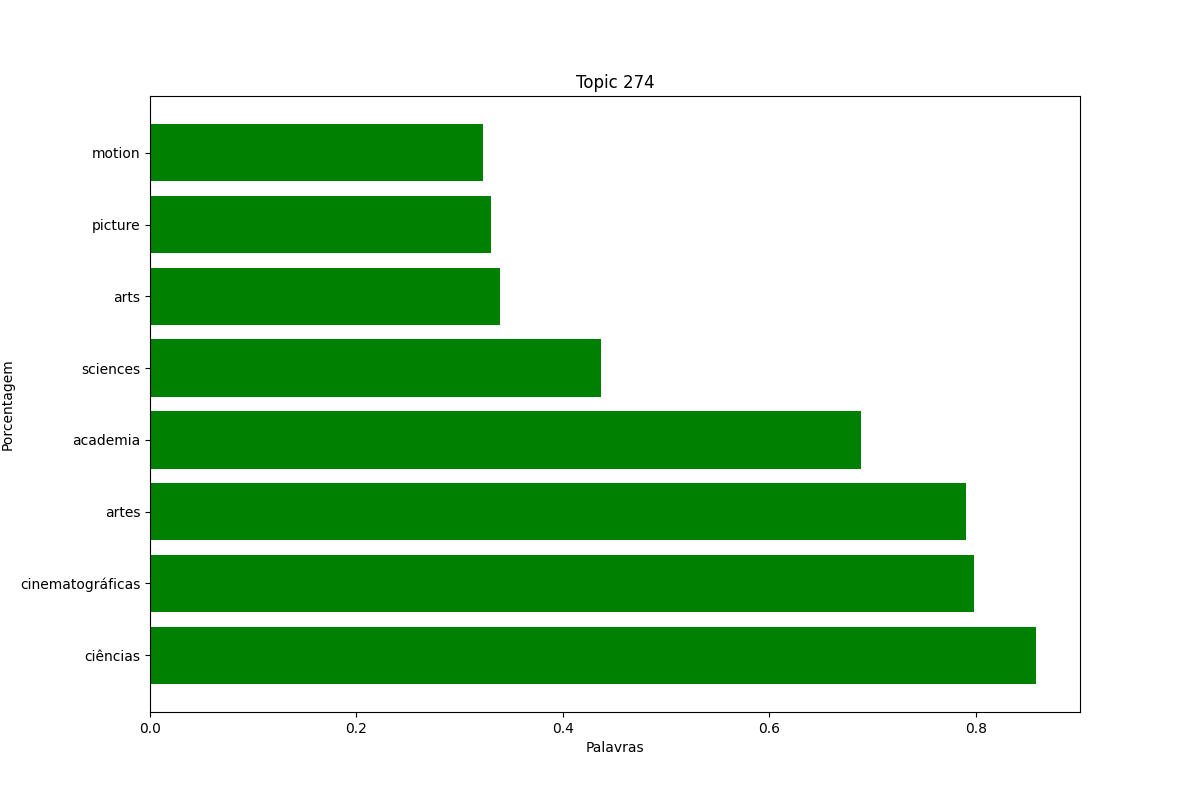 Topic 274
motion
picture
arts
sciences
academia
artes
cinematográficas
ciências
Porcentagem
0.0 0.2 0.4 0.6 0.8
Palavras